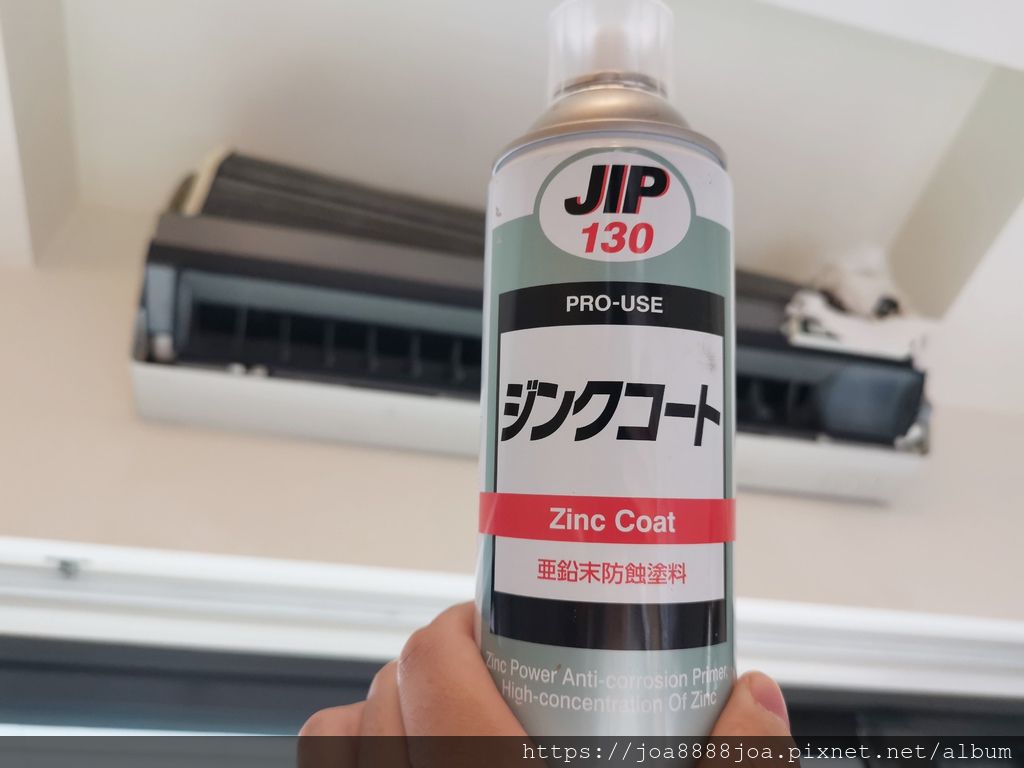 JIP
130
PRO-USE
ジンクコート
Zinc Coat
亜鉛末防蝕塗料
Zinc Power Anti-corrosion Primer,
High-concentration Of Zinc
https://joa8888joa.pixnet.net/album